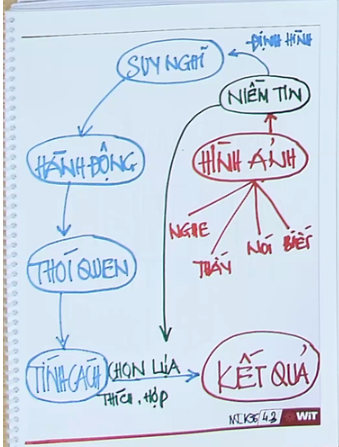 SUY NGHĨ
ĐỊNH HÌNH
NIỀM TIN
HÀNH ĐỘNG
HÌNH ẢNH
NGHE
THẤY
NÓI
BIẾT
THÓI QUEN
TÍNH CÁCH
CHỌN LỰA
THÍCH, HỢP
KẾT QUẢ
WIT